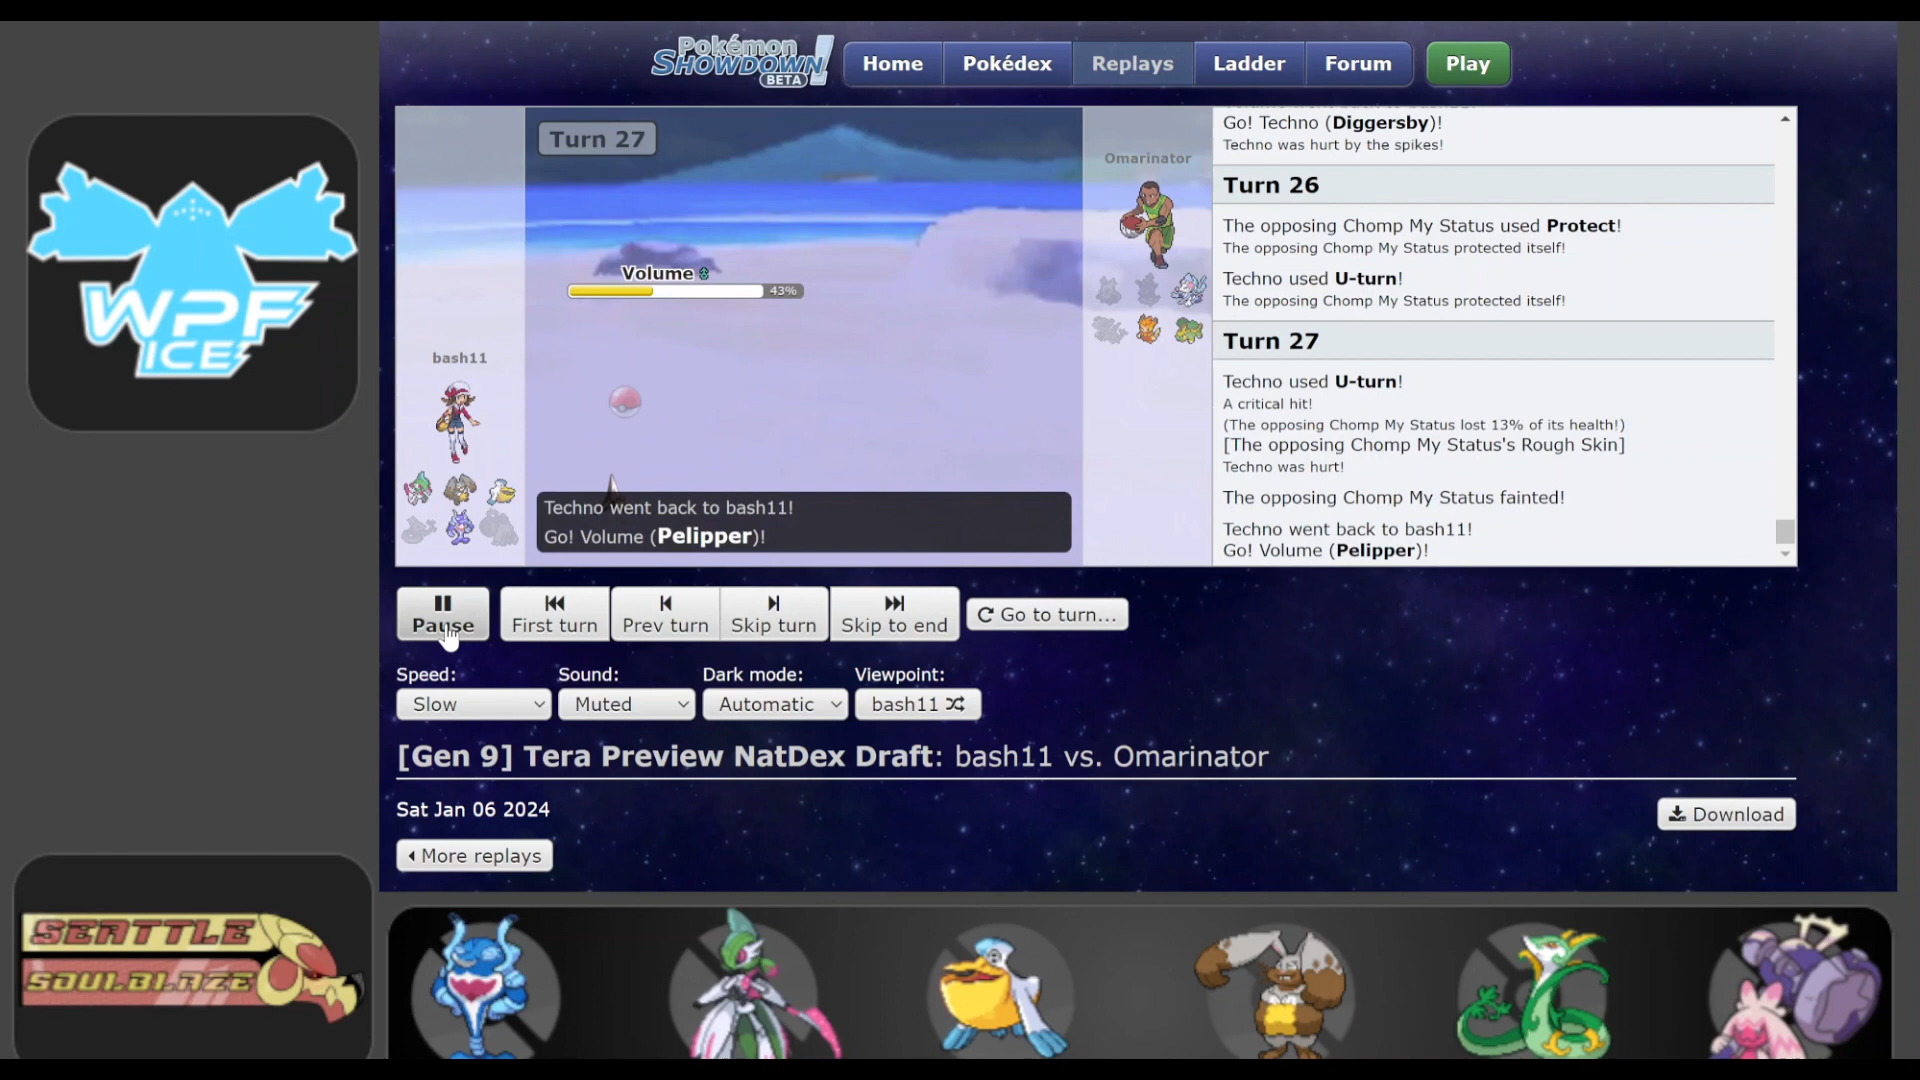 Pokémon
SHOWDOWN!
BETA
Home
Pokédex
Replays
Ladder
Forum
Play
WPF
ICE
SEATTLE
SOULBLAZE
bash11
Turn 27
Volume
43%
Techno went back to bash11!
Go! Volume (Pelipper)!
Omarinator
Go! Techno (Diggersby)!
Techno was hurt by the spikes!
Turn 26
The opposing Chomp My Status used Protect!
The opposing Chomp My Status protected itself!
Techno used U-turn!
The opposing Chomp My Status protected itself!
Turn 27
Techno used U-turn!
A critical hit!
(The opposing Chomp My Status lost 13% of its health!)
[The opposing Chomp My Status's Rough Skin]
Techno was hurt!
The opposing Chomp My Status fainted!
Techno went back to bash11!
Go! Volume (Pelipper)!
Pause
First turn
Prev turn
Skip turn
Skip to end
Go to turn...
Speed:
Sound:
Dark mode:
Viewpoint:
Slow
Muted
Automatic
bash11
[Gen 9] Tera Preview NatDex Draft: bash11 vs. Omarinator
Sat Jan 06 2024
Download
More replays